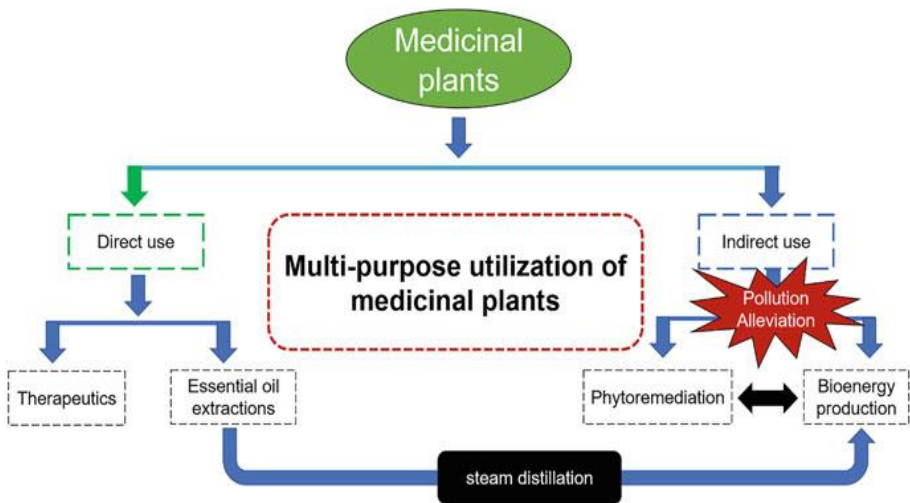 Medicinal
plants
Direct use
Indirect use
Multi-purpose utilization of
medicinal plants
Pollution
Alleviation
Therapeutics
Essential oil
extractions
Phytoremediation
Bioenergy
production
steam distillation